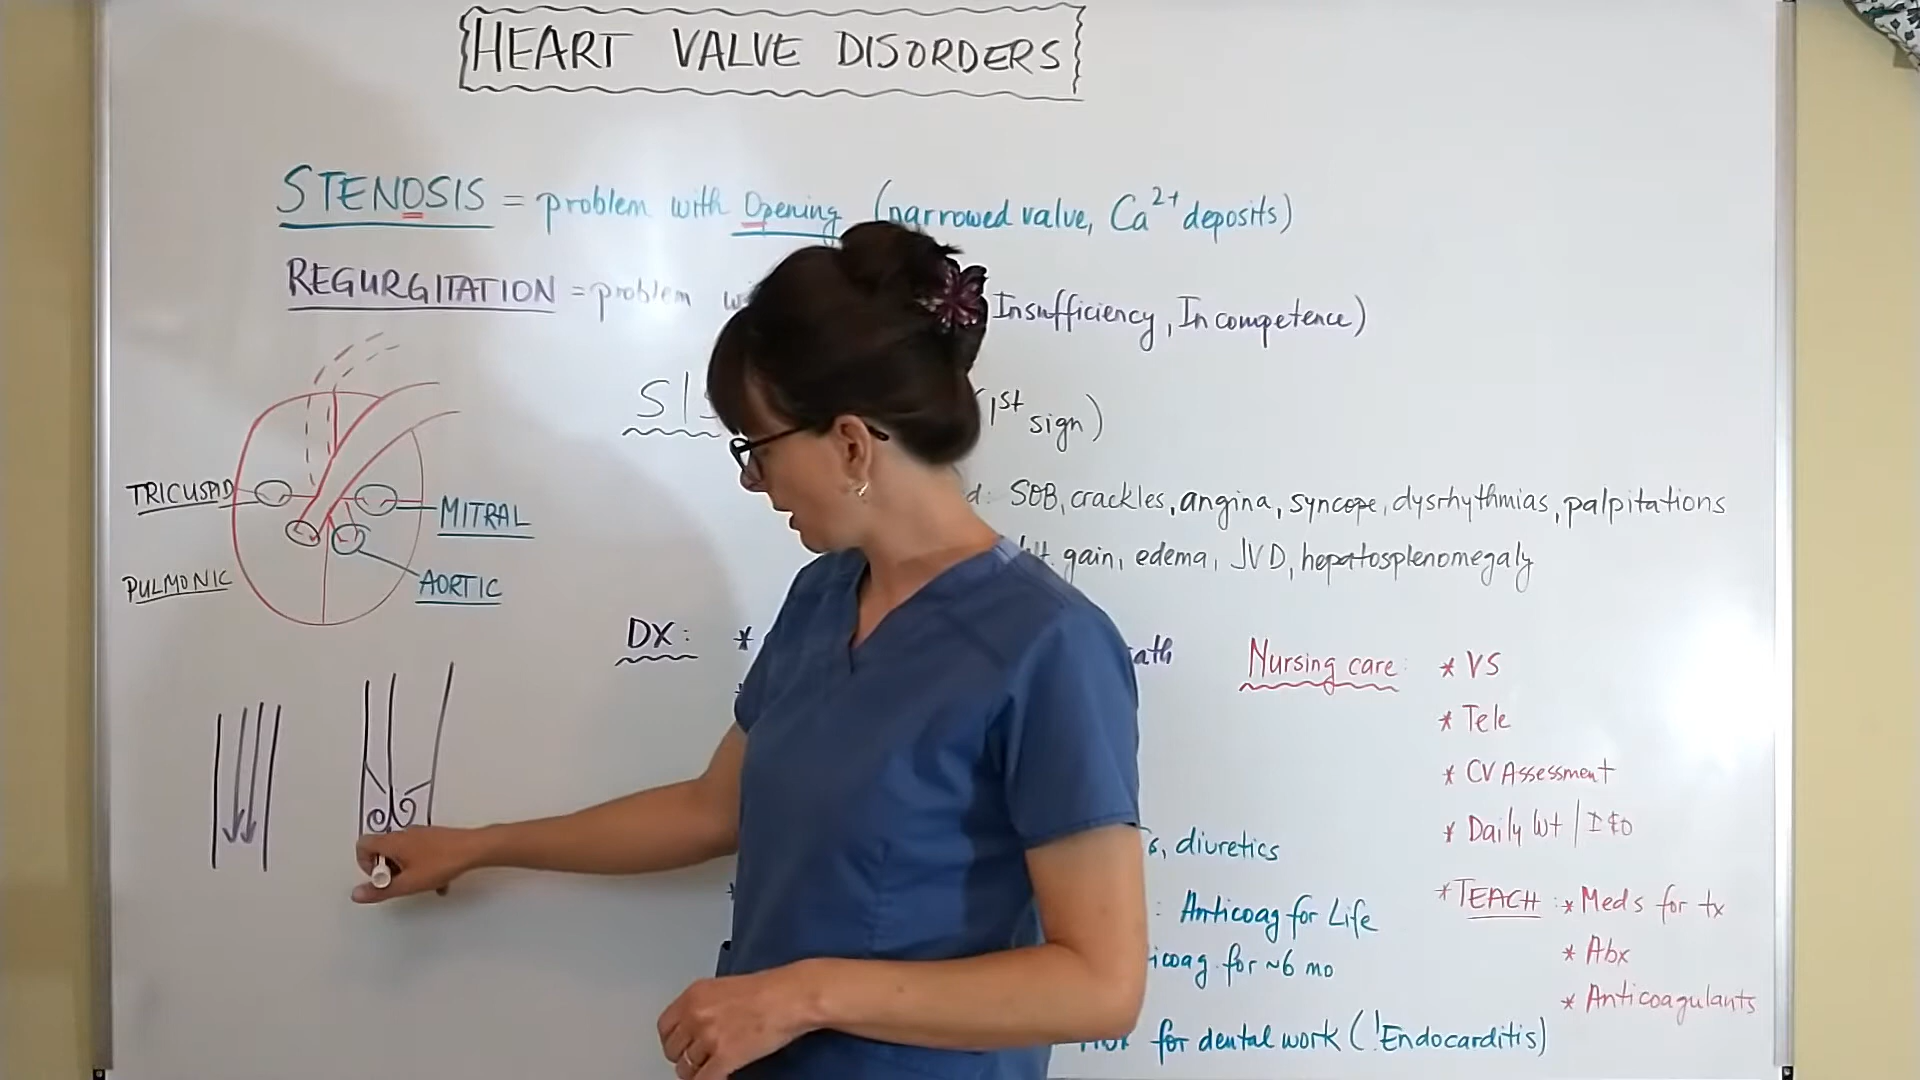 HEART VALVE DISORDERS
STENOSIS = problem with Opening (narrowed valve, Ca2+ deposits)
REGURGITATION = problem Insufficiency, Incompetence)
1st sign)
TRICUSPID
MITRAL
SOB, crackles, angina, syncope, dysrhythmias, palpitations
gain, edema, JVD, hepatosplenomegaly
PULMONIC
AORTIC
DX: *
Nursing care: * VS
* Tele
* CV Assessment
* Daily Wt / I&O
diuretics
* TEACH: * Meds for tx
: Anticoag for Life
* Abx
for ~6 mo
* Anticoagulants
for dental work (!Endocarditis)